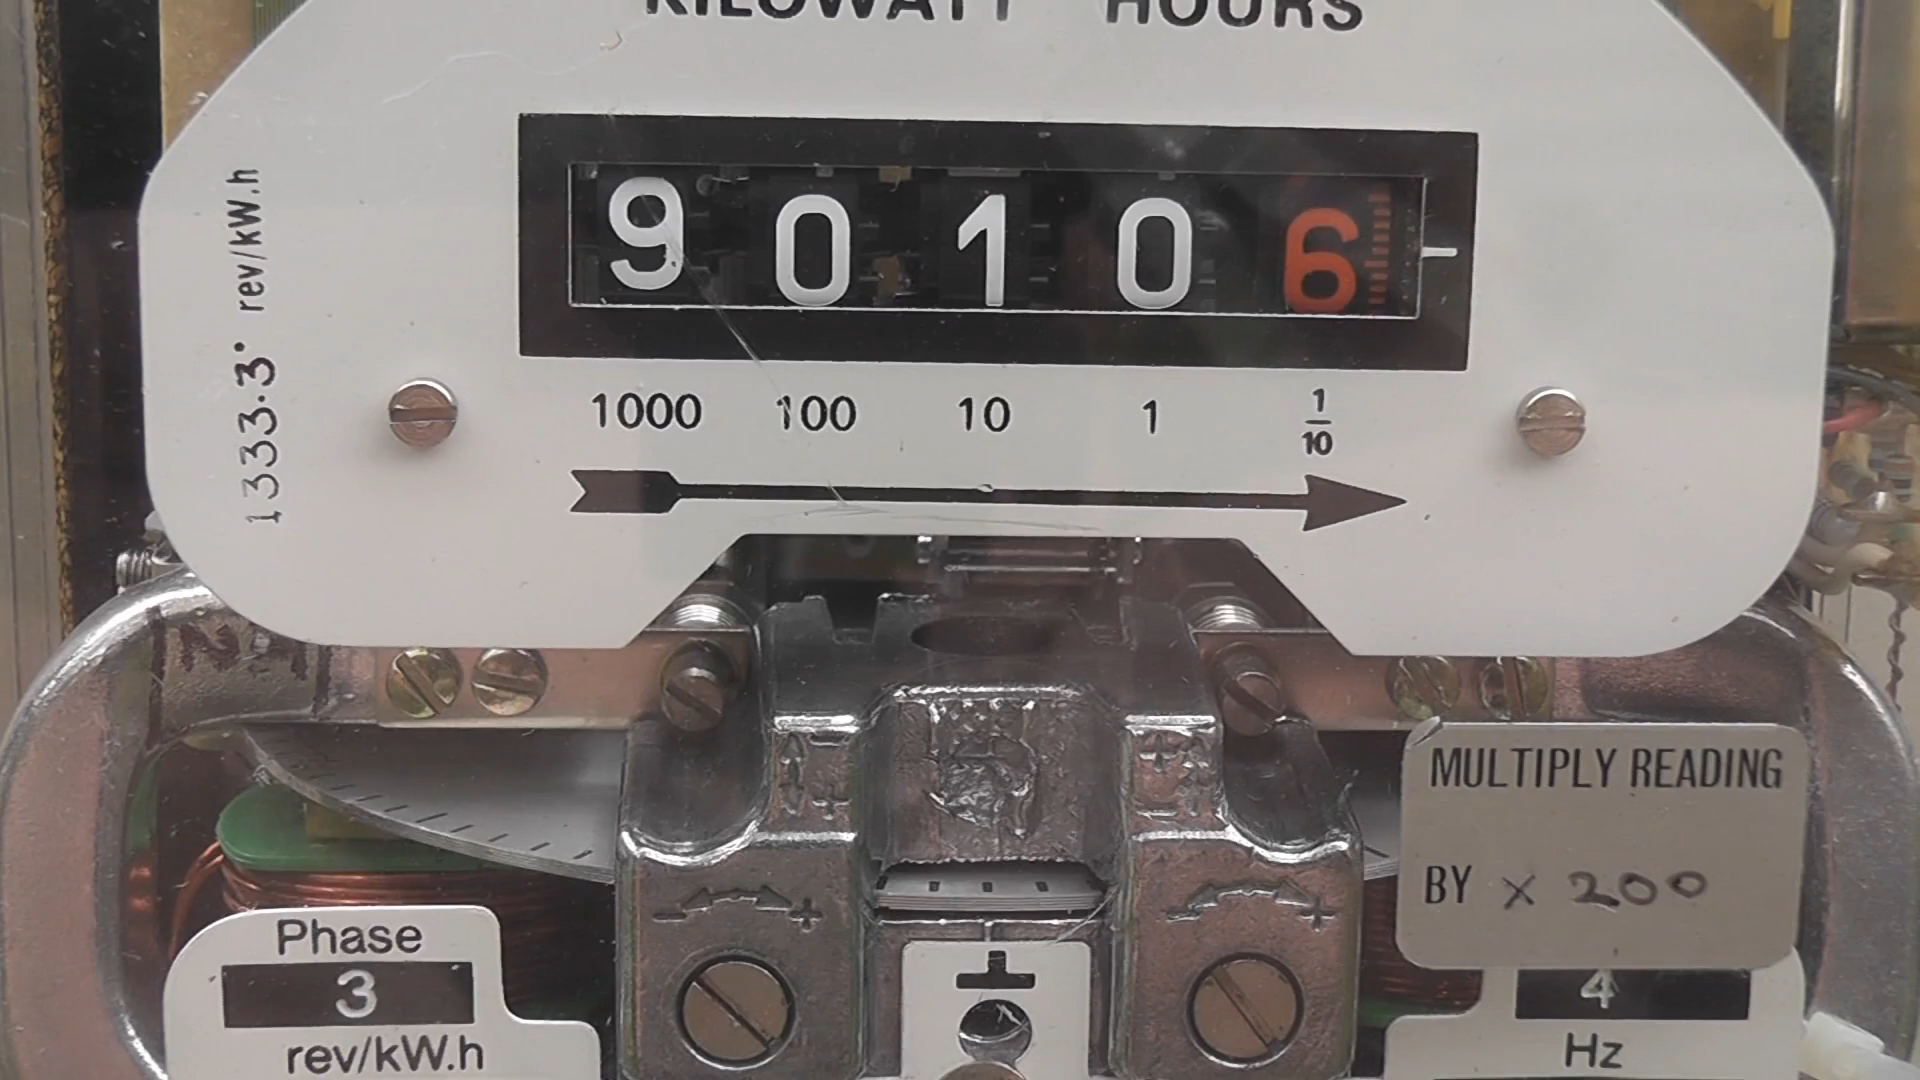 KILOWATT HOURS
1333.3 rev/kW.h
9 0 1 0 6
1000 100 10 1 1/10
MULTIPLY READING
BY × 200
- + + -
- + - +
Phase
3
rev/kW.h
4
Hz